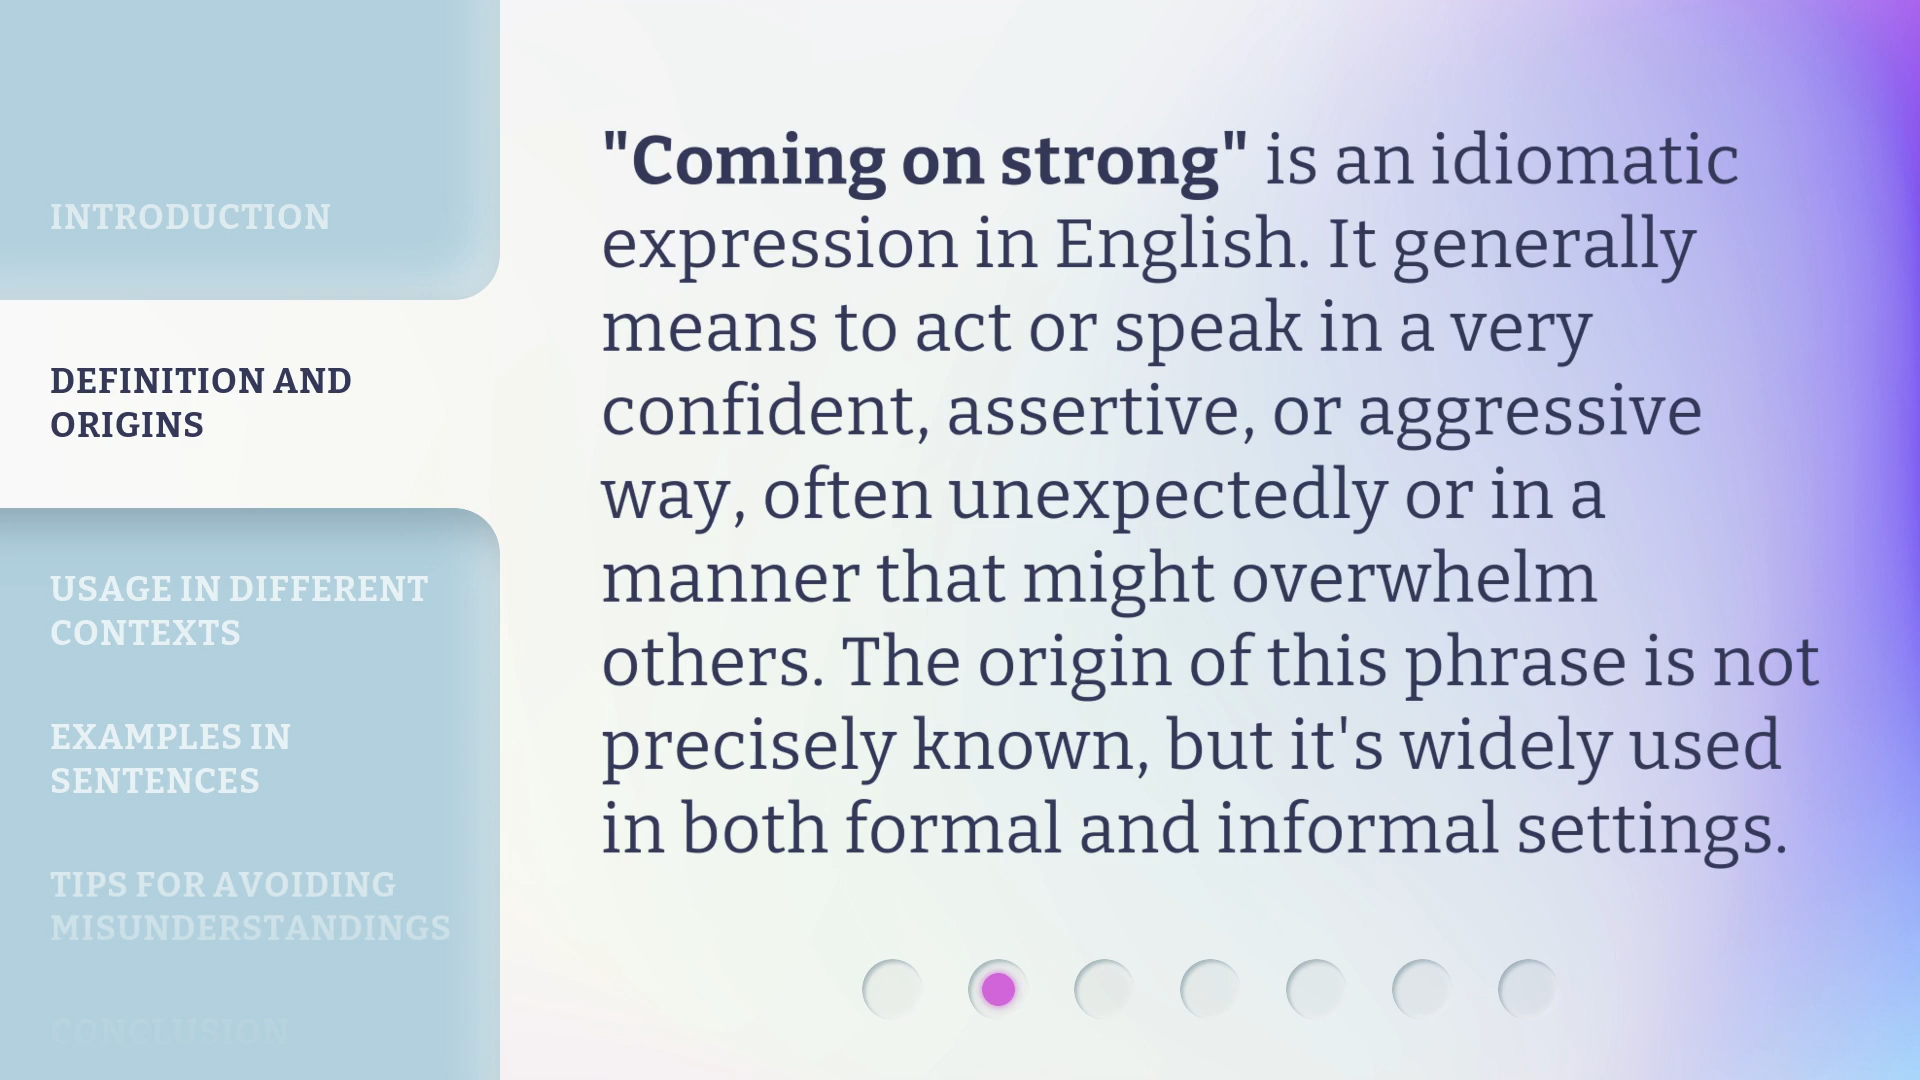 INTRODUCTION
DEFINITION AND
ORIGINS
USAGE IN DIFFERENT
CONTEXTS
EXAMPLES IN
SENTENCES
TIPS FOR AVOIDING
MISUNDERSTANDINGS
CONCLUSION
"Coming on strong" is an idiomatic
expression in English. It generally
means to act or speak in a very
confident, assertive, or aggressive
way, often unexpectedly or in a
manner that might overwhelm
others. The origin of this phrase is not
precisely known, but it's widely used
in both formal and informal settings.